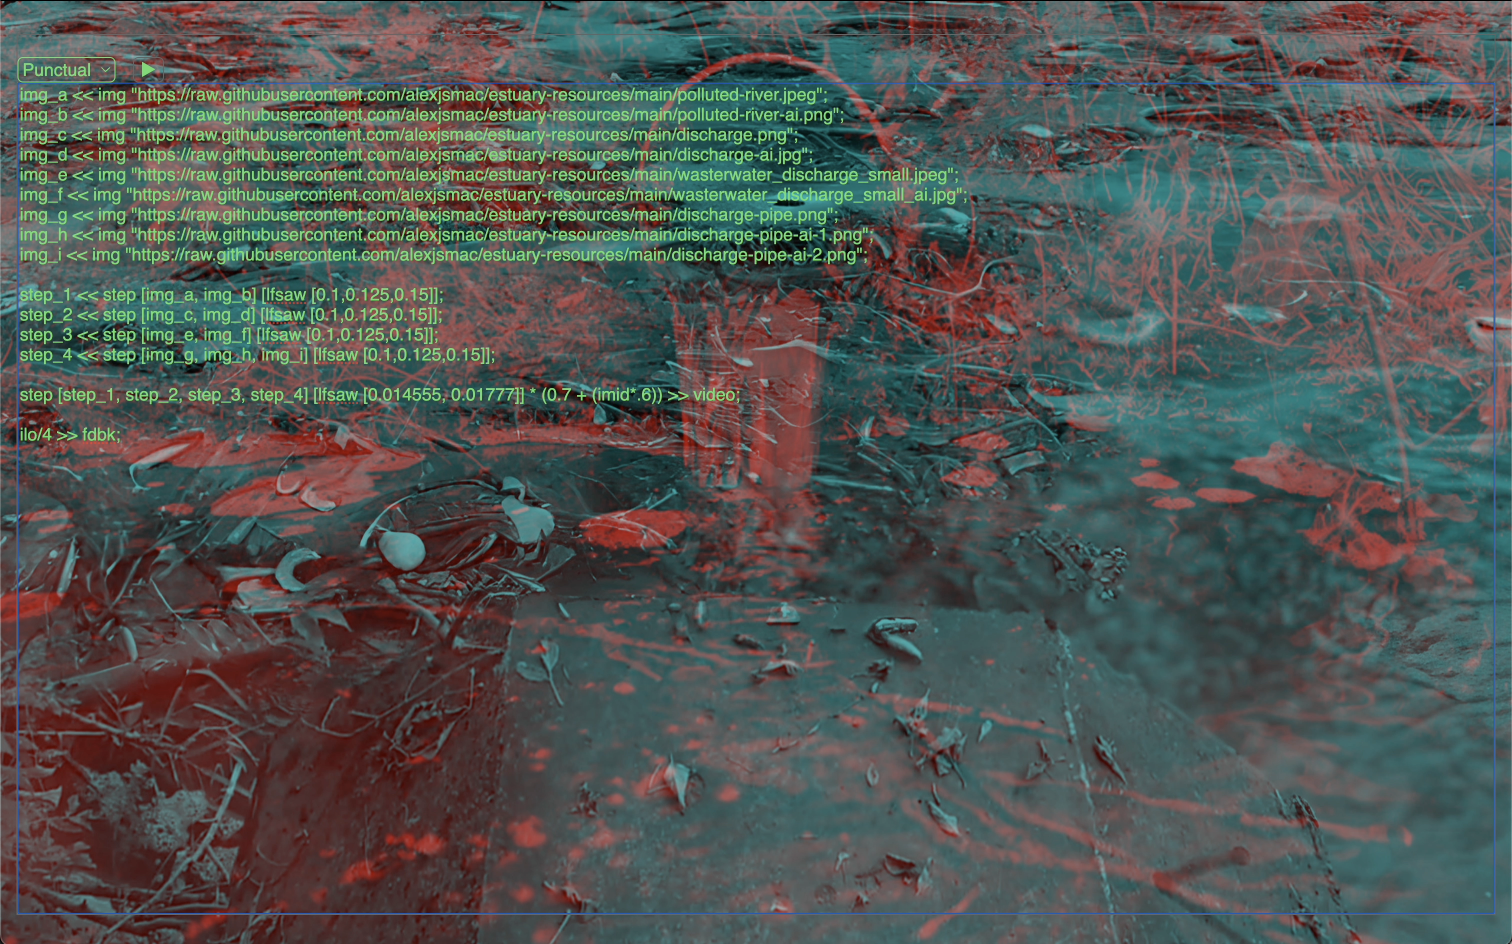 Punctual
img_a << img "https://raw.githubusercontent.com/alexjsmac/estuary-resources/main/polluted-river.jpeg";
img_b << img "https://raw.githubusercontent.com/alexjsmac/estuary-resources/main/polluted-river-ai.png";
img_c << img "https://raw.githubusercontent.com/alexjsmac/estuary-resources/main/discharge.png";
img_d << img "https://raw.githubusercontent.com/alexjsmac/estuary-resources/main/discharge-ai.jpg";
img_e << img "https://raw.githubusercontent.com/alexjsmac/estuary-resources/main/wasterwater_discharge_small.jpeg";
img_f << img "https://raw.githubusercontent.com/alexjsmac/estuary-resources/main/wasterwater_discharge_small_ai.jpg";
img_g << img "https://raw.githubusercontent.com/alexjsmac/estuary-resources/main/discharge-pipe.png";
img_h << img "https://raw.githubusercontent.com/alexjsmac/estuary-resources/main/discharge-pipe-ai-1.png";
img_i << img "https://raw.githubusercontent.com/alexjsmac/estuary-resources/main/discharge-pipe-ai-2.png";
step_1 << step [img_a, img_b] [lfsaw [0.1,0.125,0.15]];
step_2 << step [img_c, img_d] [lfsaw [0.1,0.125,0.15]];
step_3 << step [img_e, img_f] [lfsaw [0.1,0.125,0.15]];
step_4 << step [img_g, img_h, img_i] [lfsaw [0.1,0.125,0.15]];
step [step_1, step_2, step_3, step_4] [lfsaw [0.014555, 0.01777]] * (0.7 + (imid*.6)) >> video;
ilo/4 >> fdbk;